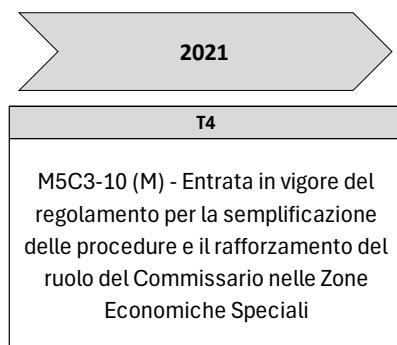 2021
T4
M5C3-10 (M) - Entrata in vigore del
regolamento per la semplificazione
delle procedure e il rafforzamento del
ruolo del Commissario nelle Zone
Economiche Speciali